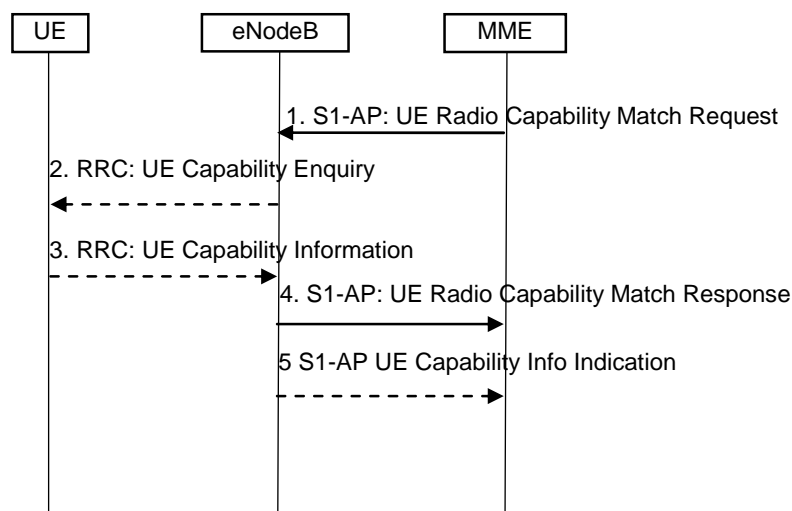 UE
eNodeB
MME
1. S1-AP: UE Radio Capability Match Request
2. RRC: UE Capability Enquiry
3. RRC: UE Capability Information
4. S1-AP: UE Radio Capability Match Response
5 S1-AP UE Capability Info Indication